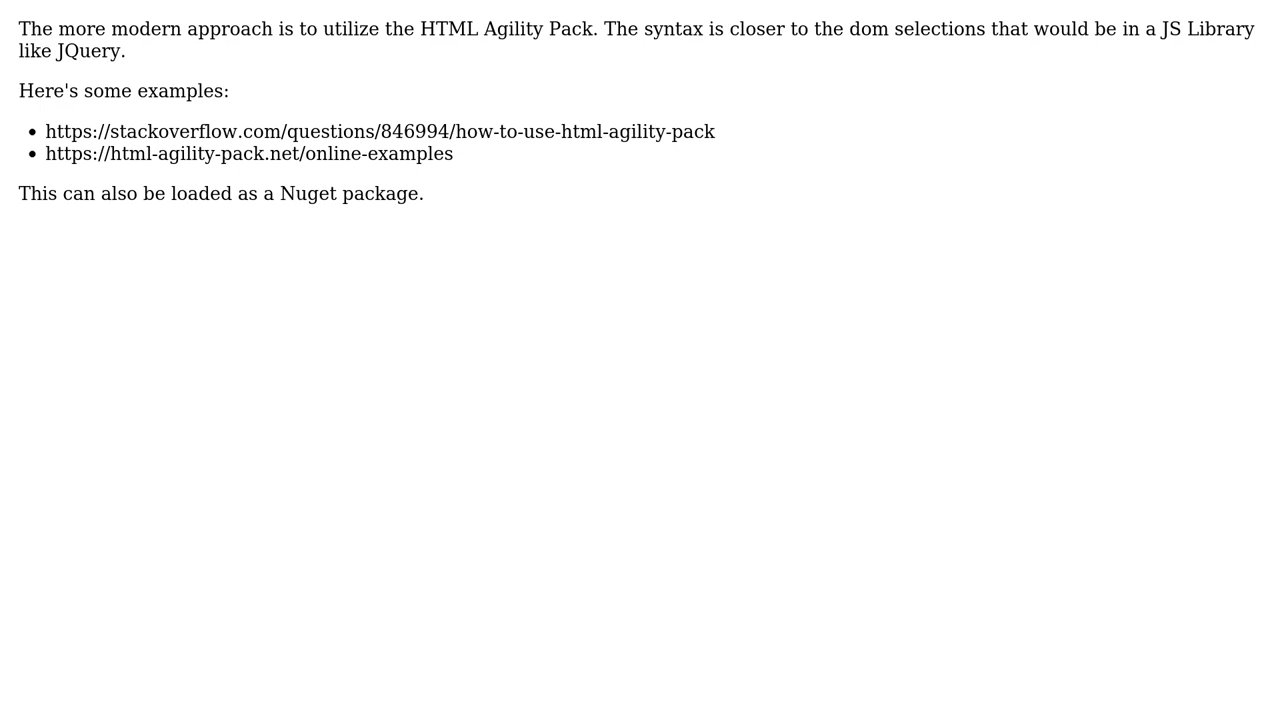 The more modern approach is to utilize the HTML Agility Pack. The syntax is closer to the dom selections that would be in a JS Library
like JQuery.
Here's some examples:
• https://stackoverflow.com/questions/846994/how-to-use-html-agility-pack
• https://html-agility-pack.net/online-examples
This can also be loaded as a Nuget package.